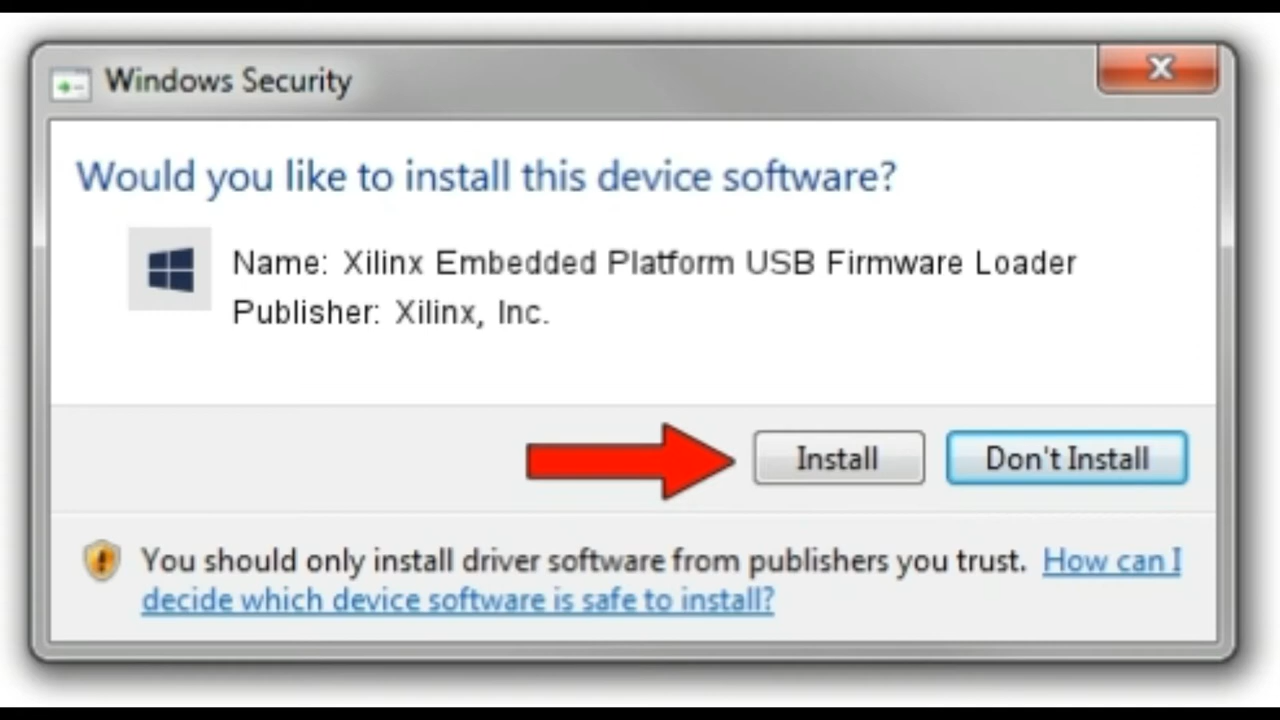 Windows Security
Would you like to install this device software?
Name: Xilinx Embedded Platform USB Firmware Loader
Publisher: Xilinx, Inc.
Install
Don't Install
You should only install driver software from publishers you trust. How can I
decide which device software is safe to install?